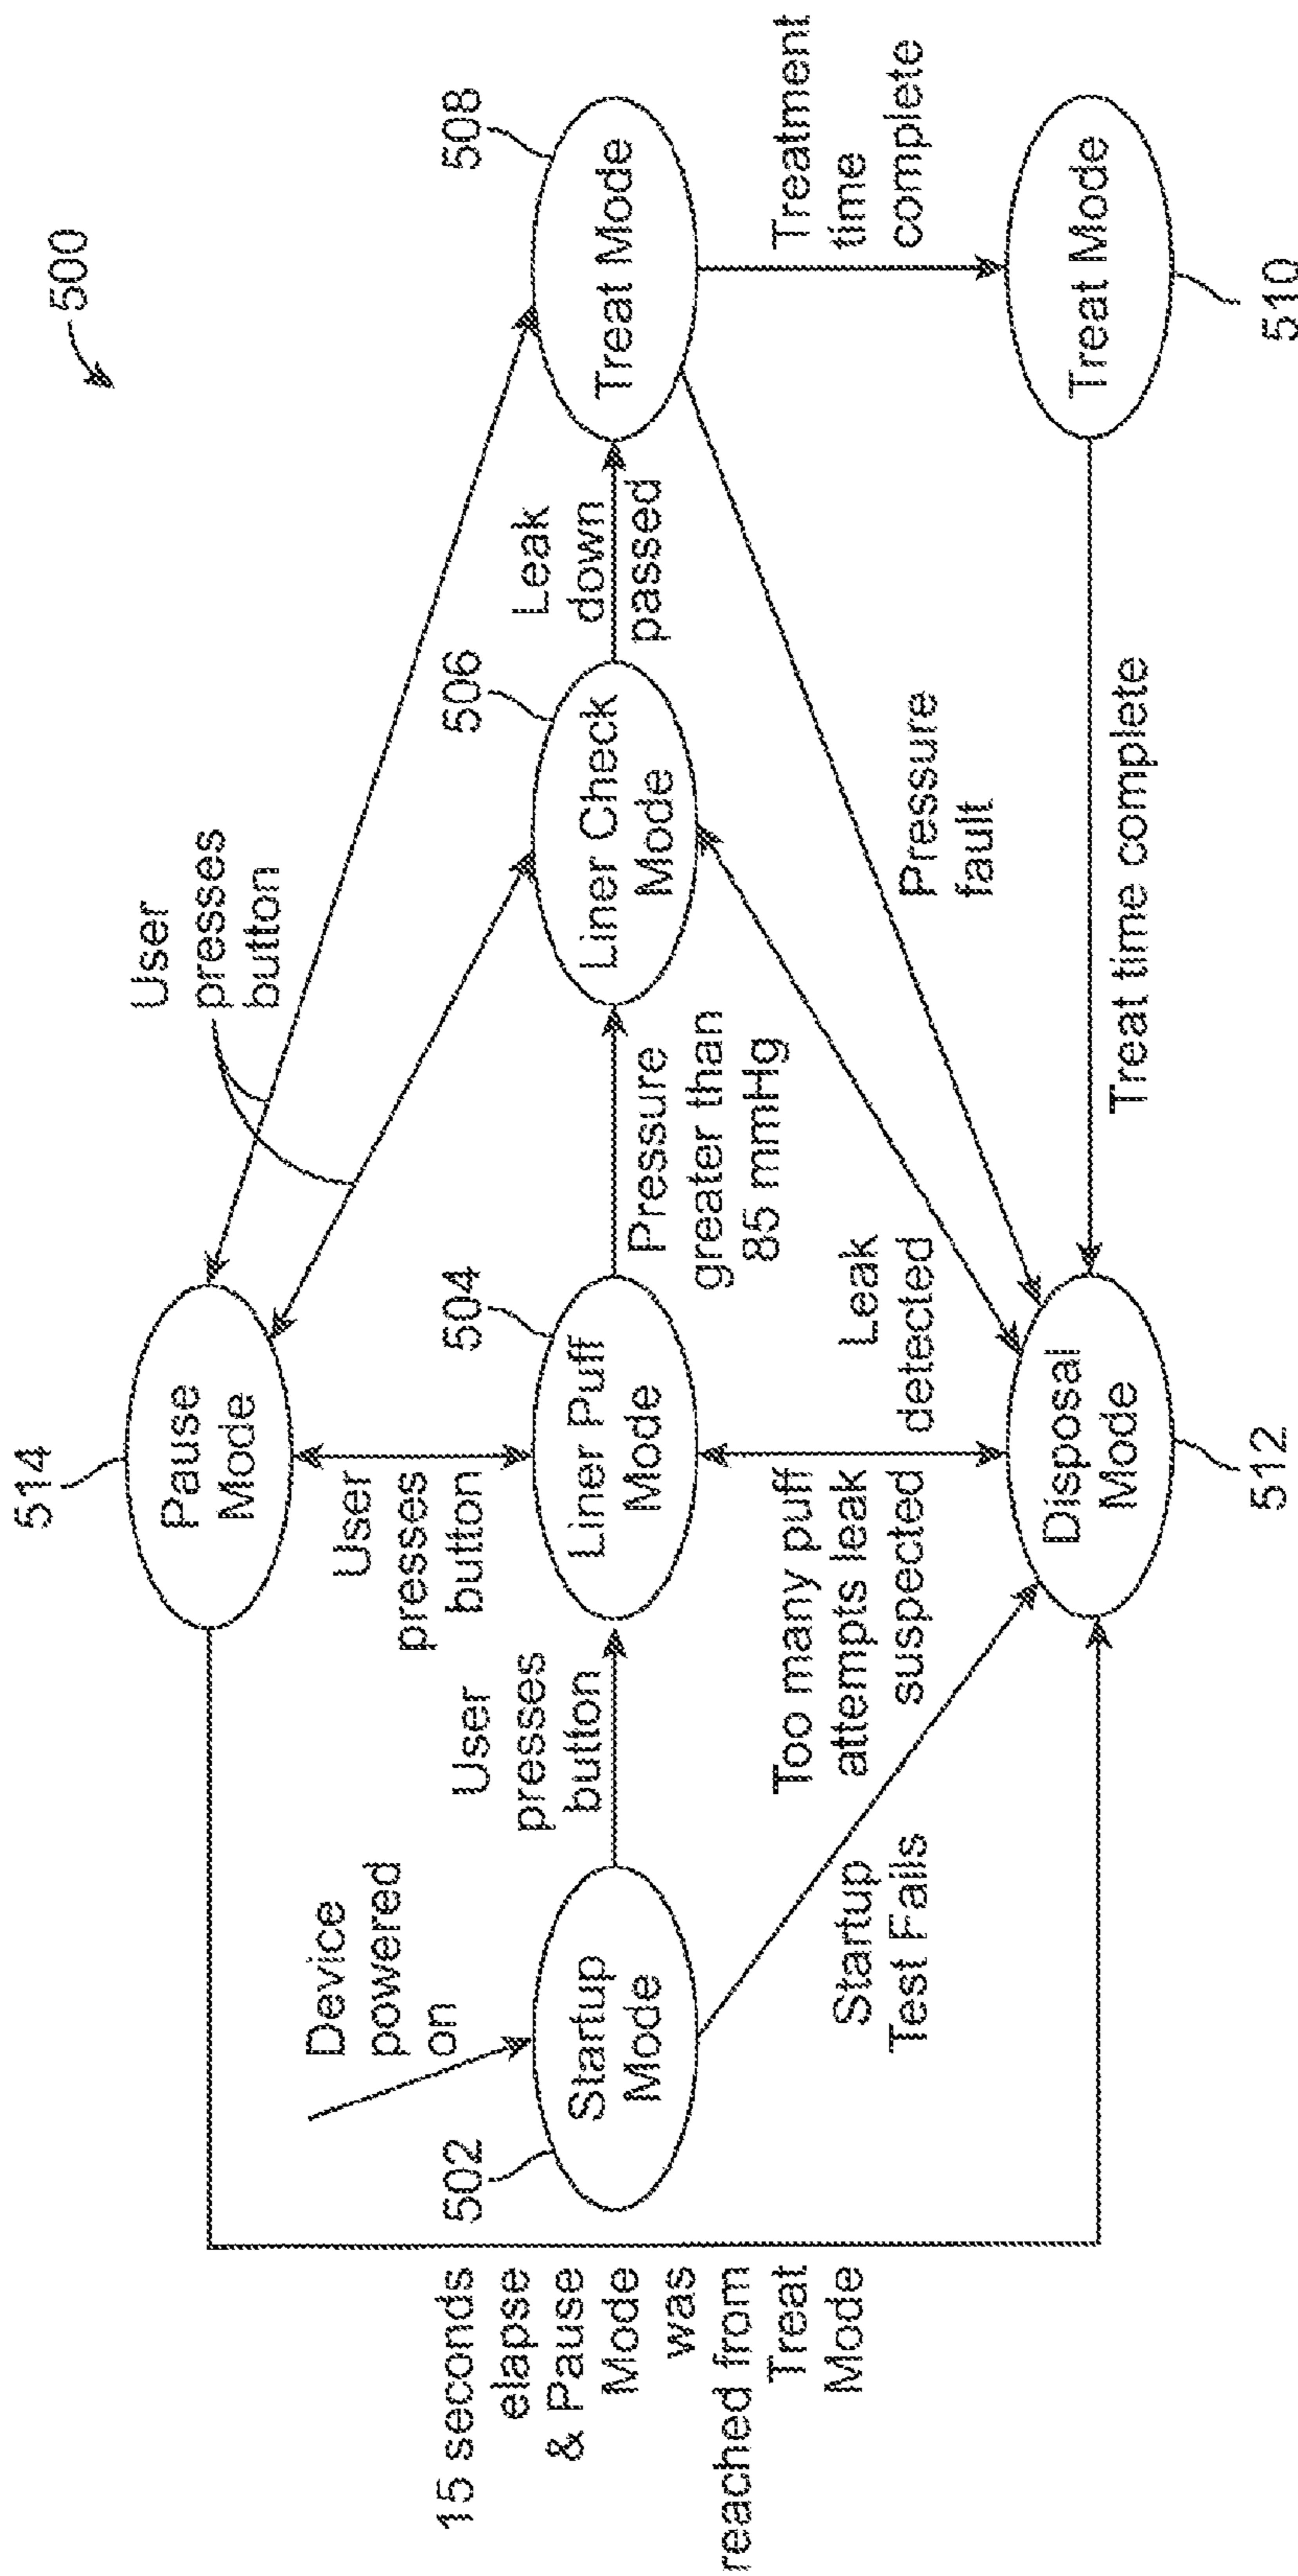 500
514
Pause
Mode
User
presses
button
Device
powered
on
User
presses
button
502
Startup
Mode
User
presses
button
504
Liner Puff
Mode
Pressure
greater than
85 mmHg
506
Liner Check
Mode
Leak
down
passed
508
Treat Mode
15 seconds
elapse
& Pause
Mode
was
reached from
Treat
Mode
Startup
Test Fails
Too many puff
attempts leak
suspected
Leak
detected
Pressure
fault
Treatment
time
complete
Disposal
Mode
512
Treat time complete
Treat Mode
510